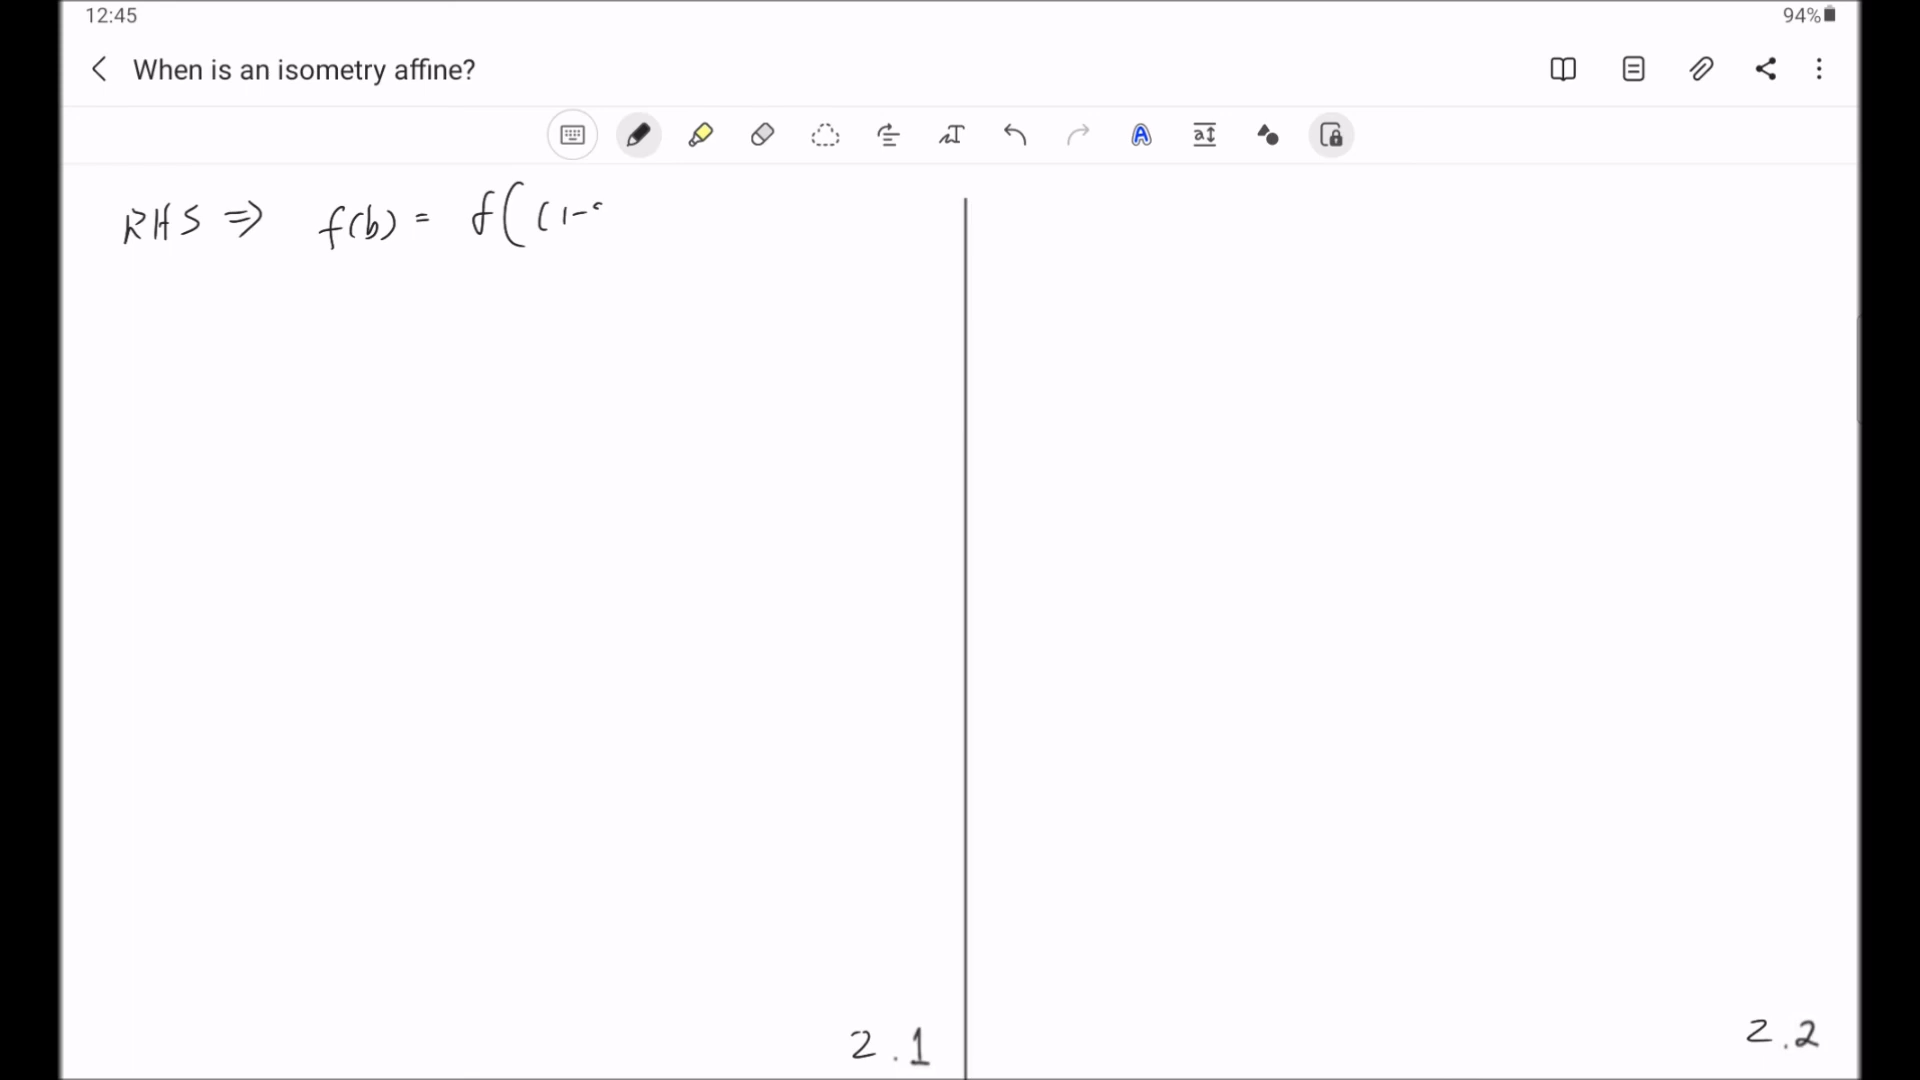 12:45
94%
When is an isometry affine?
RHS ⇒ f(b) = f((1-
2.1
2.2